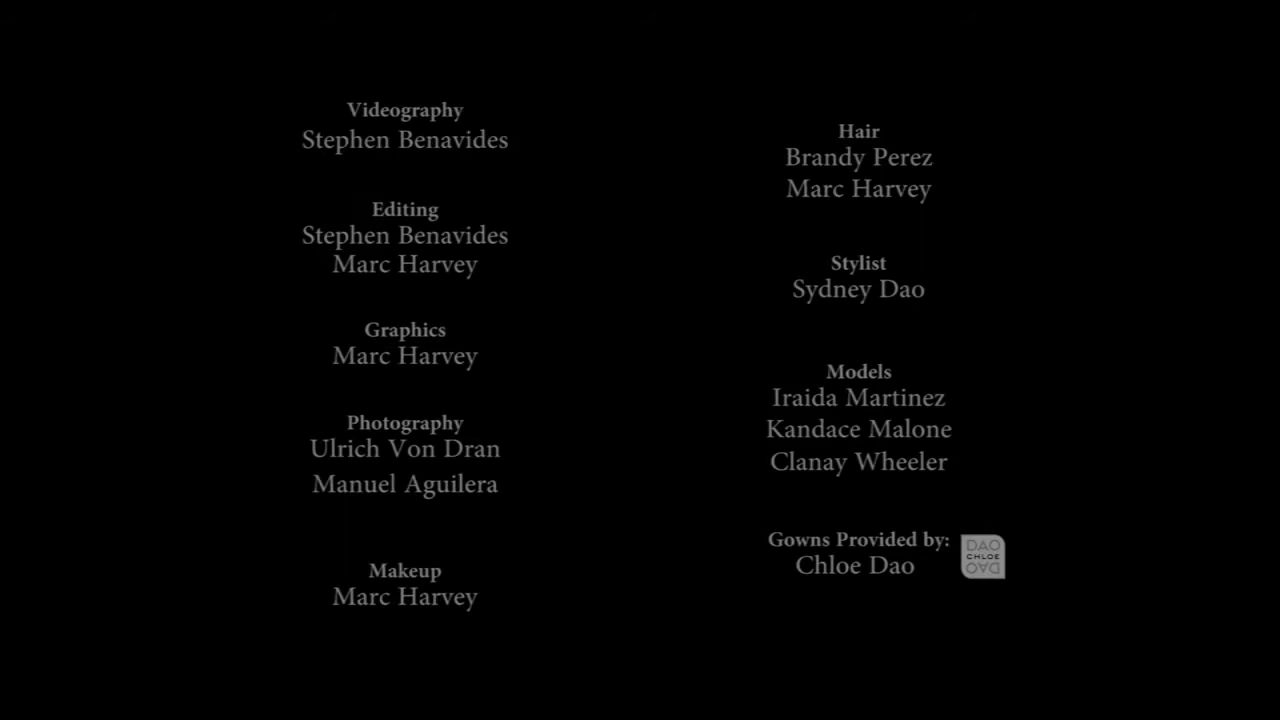 Videography
Stephen Benavides
Editing
Stephen Benavides
Marc Harvey
Graphics
Marc Harvey
Photography
Ulrich Von Dran
Manuel Aguilera
Makeup
Marc Harvey
Hair
Brandy Perez
Marc Harvey
Stylist
Sydney Dao
Models
Iraida Martinez
Kandace Malone
Clanay Wheeler
Gowns Provided by:
Chloe Dao
DAO
CHLOE
DAO